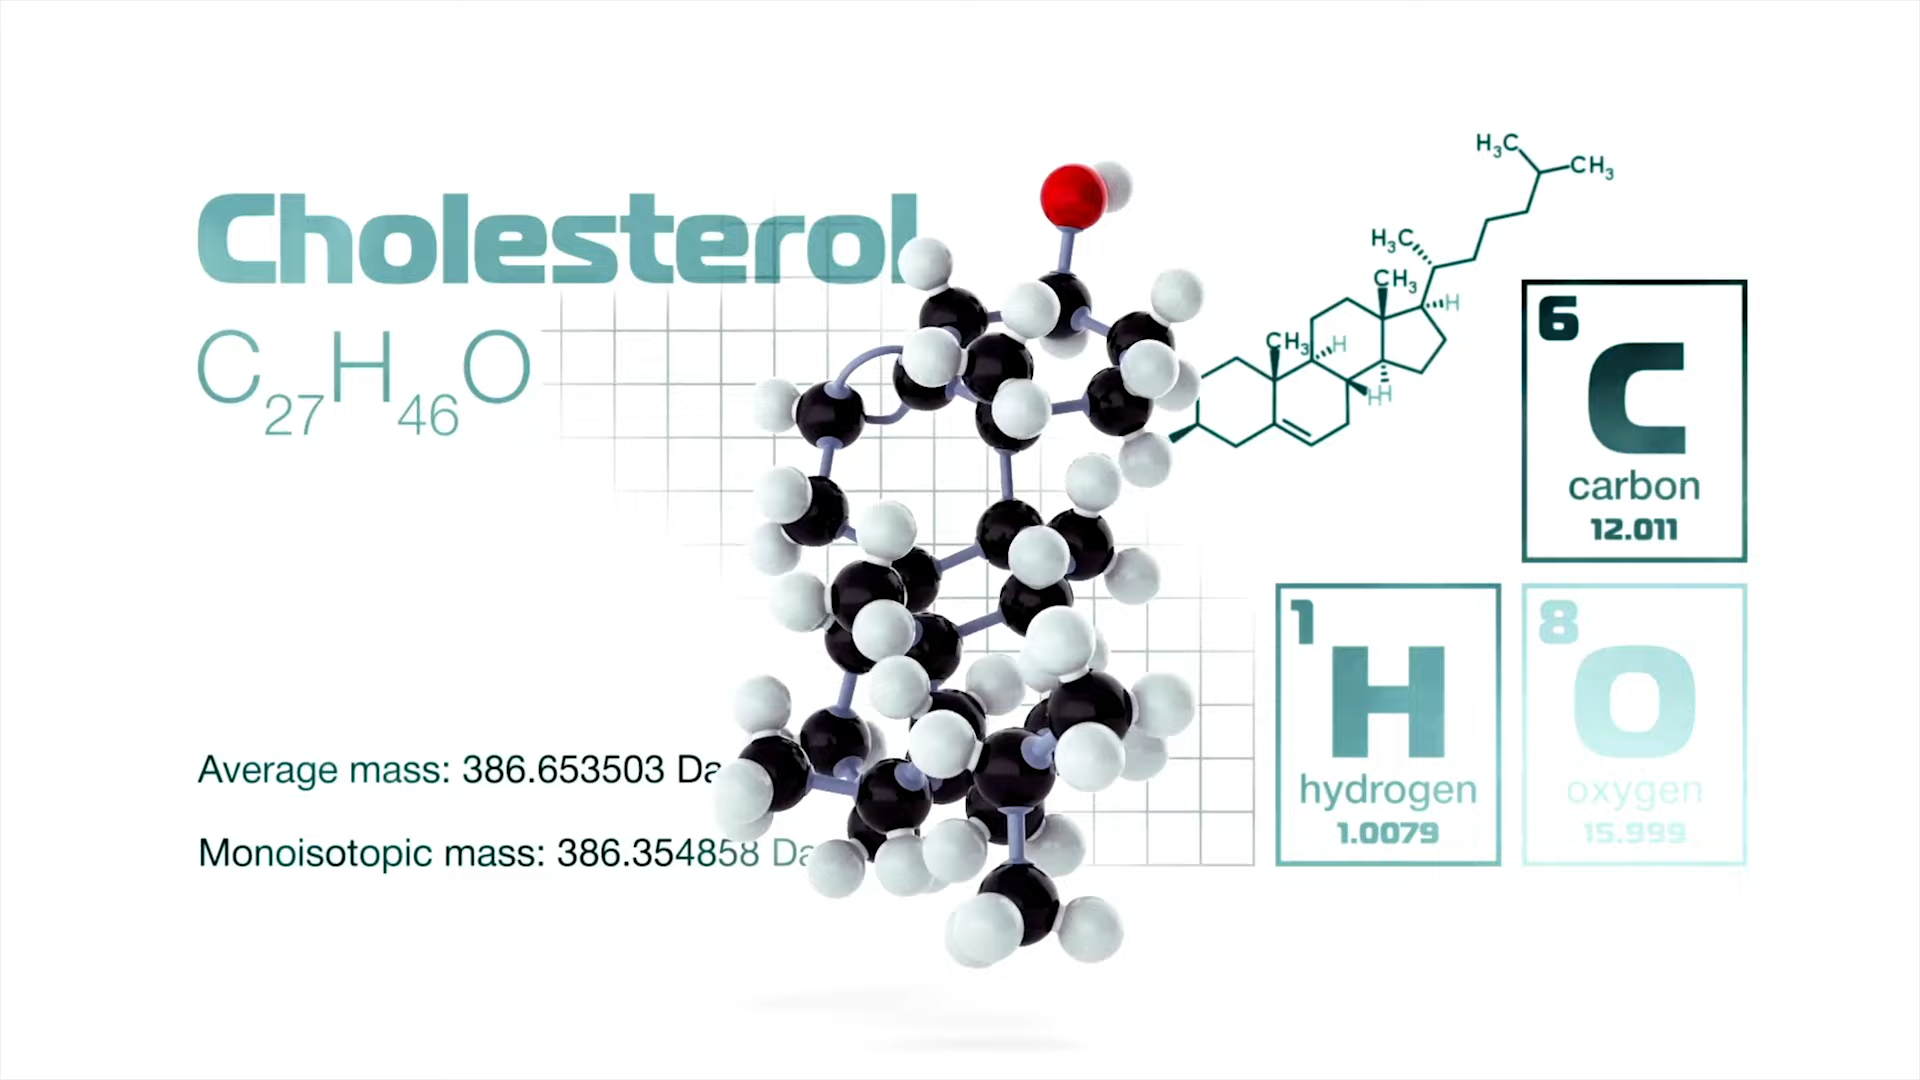 Cholesterol
C27H46O
Average mass: 386.653503 Da
Monoisotopic mass: 386.354858 Da
H3C
CH3
H3C
CH3
H
CH3
H
H
H
6
C
carbon
12.011
1
H
hydrogen
1.0079
8
O
oxygen
15.999